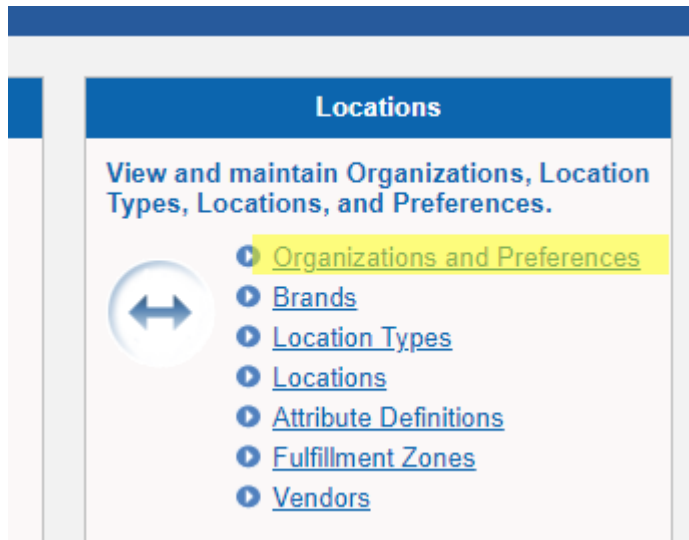 Locations
View and maintain Organizations, Location
Types, Locations, and Preferences.
Organizations and Preferences
Brands
Location Types
Locations
Attribute Definitions
Fulfillment Zones
Vendors